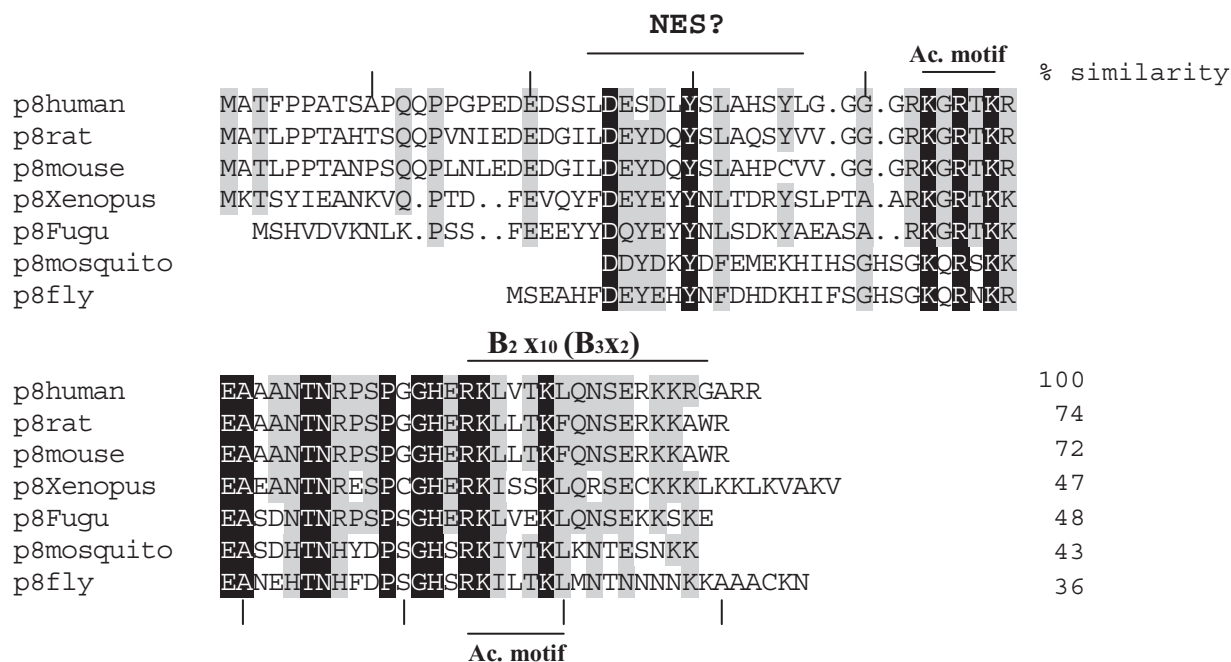 NES?
Ac. motif
% similarity
p8human MATFPPATSAPQQPPGPEDEDSSLDESDLYSLAHSYLG.GG.GRKGRTKR
p8rat MATLPPTAHTSQQPVNIEDEDGILDEYDQYSLAQSYVV.GG.GRKGRTKR
p8mouse MATLPPTANPSQQPLNLEDEDGILDEYDQYSLAHPCVV.GG.GRKGRTKR
p8Xenopus MKTSYIEANKVQ.PTD..FEVQYFDEYEYYNLTDRYSLPTA.ARKGRTKK
p8Fugu MSHVDVKNLK.PSS..FEEEYYDQYEYYNLSDKYAEASA..RKGRTKK
p8mosquito DDYDKYDFEMEKHIHSGHSGKQRSKK
p8fly MSEAHFDEYEHYNFDHDKHIFSGHSGKQRNKR
B2 x10 (B3x2)
p8human EAAANTNRPSPGGHERKLVTKLQNSERKKRGARR 100
p8rat EAAANTNRPSPGGHERKLLTKFQNSERKKAWR 74
p8mouse EAAANTNRPSPGGHERKLLTKFQNSERKKAWR 72
p8Xenopus EAEANTNRESPCGHERKISSKLQRSECKKKLKKLKVAKV 47
p8Fugu EASDNTNRPSPSGHERKLVEKLQNSEKKSKE 48
p8mosquito EASDHTNHYDPSGHSRKIVTKLKNTESNKK 43
p8fly EANEHTNHFDPSGHSRKILTKLMNTNNNNKKAAACKN 36
Ac. motif